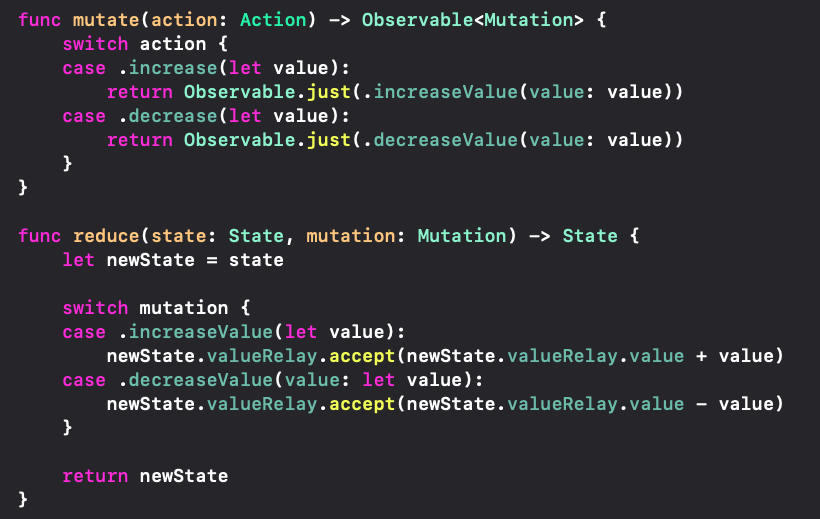 func mutate(action: Action) -> Observable<Mutation> {
    switch action {
    case .increase(let value):
        return Observable.just(.increaseValue(value: value))
    case .decrease(let value):
        return Observable.just(.decreaseValue(value: value))
    }
}

func reduce(state: State, mutation: Mutation) -> State {
    let newState = state

    switch mutation {
    case .increaseValue(let value):
        newState.valueRelay.accept(newState.valueRelay.value + value)
    case .decreaseValue(value: let value):
        newState.valueRelay.accept(newState.valueRelay.value - value)
    }

    return newState
}